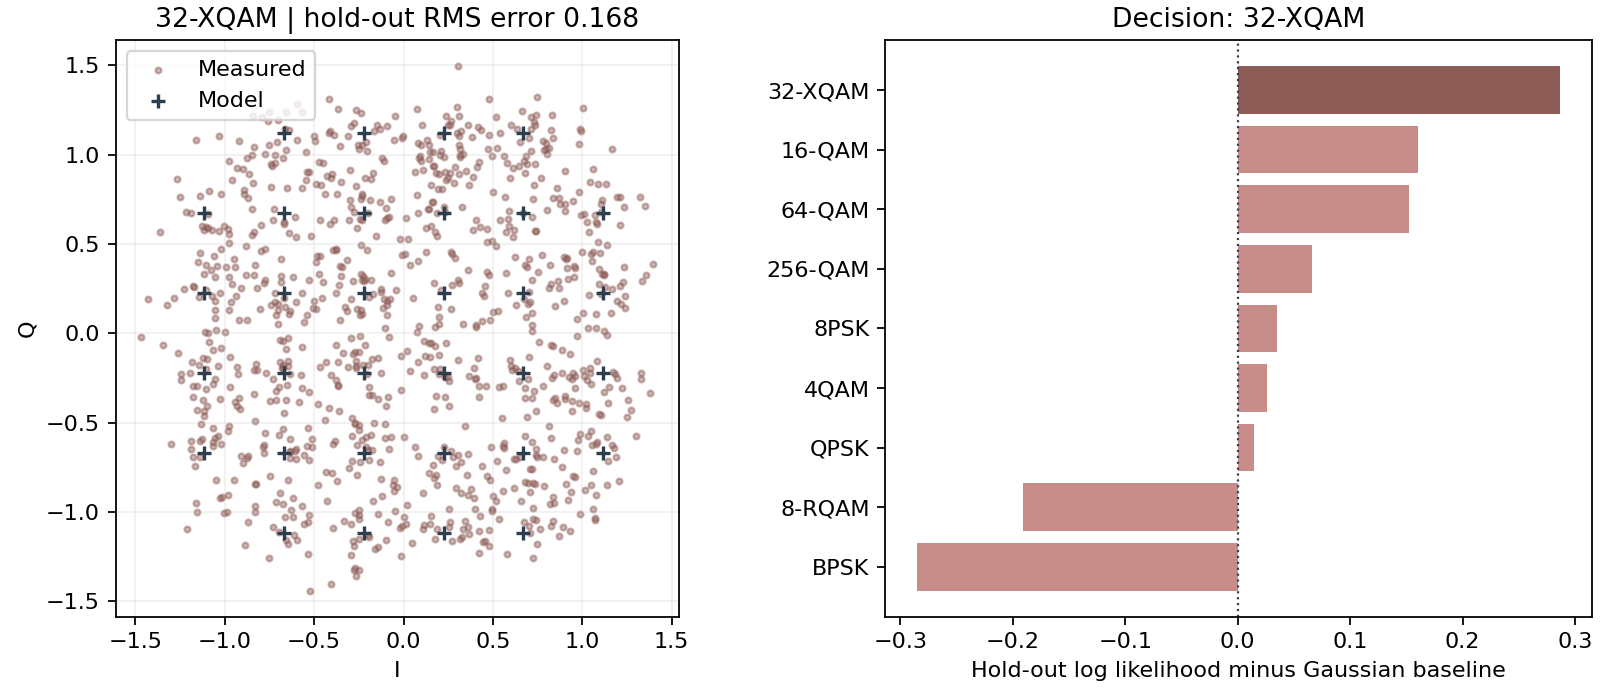 32-XQAM | hold-out RMS error 0.168
Measured
Model
1.5
1.0
0.5
0.0
−0.5
−1.0
−1.5
Q
−1.5
−1.0
−0.5
0.0
0.5
1.0
1.5
I
Decision: 32-XQAM
32-XQAM
16-QAM
64-QAM
256-QAM
8PSK
4QAM
QPSK
8-RQAM
BPSK
−0.3
−0.2
−0.1
0.0
0.1
0.2
0.3
Hold-out log likelihood minus Gaussian baseline